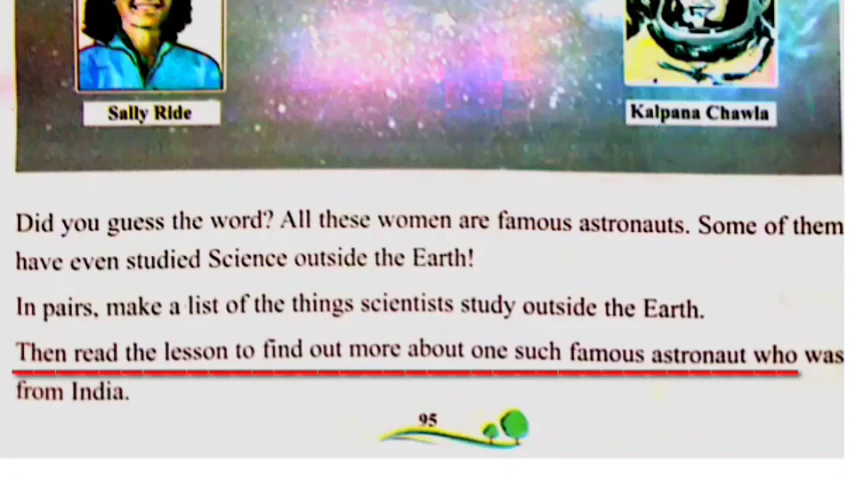 Sally Ride
Kalpana Chawla
Did you guess the word? All these women are famous astronauts. Some of them
have even studied Science outside the Earth!
In pairs, make a list of the things scientists study outside the Earth.
Then read the lesson to find out more about one such famous astronaut who was
from India.
95